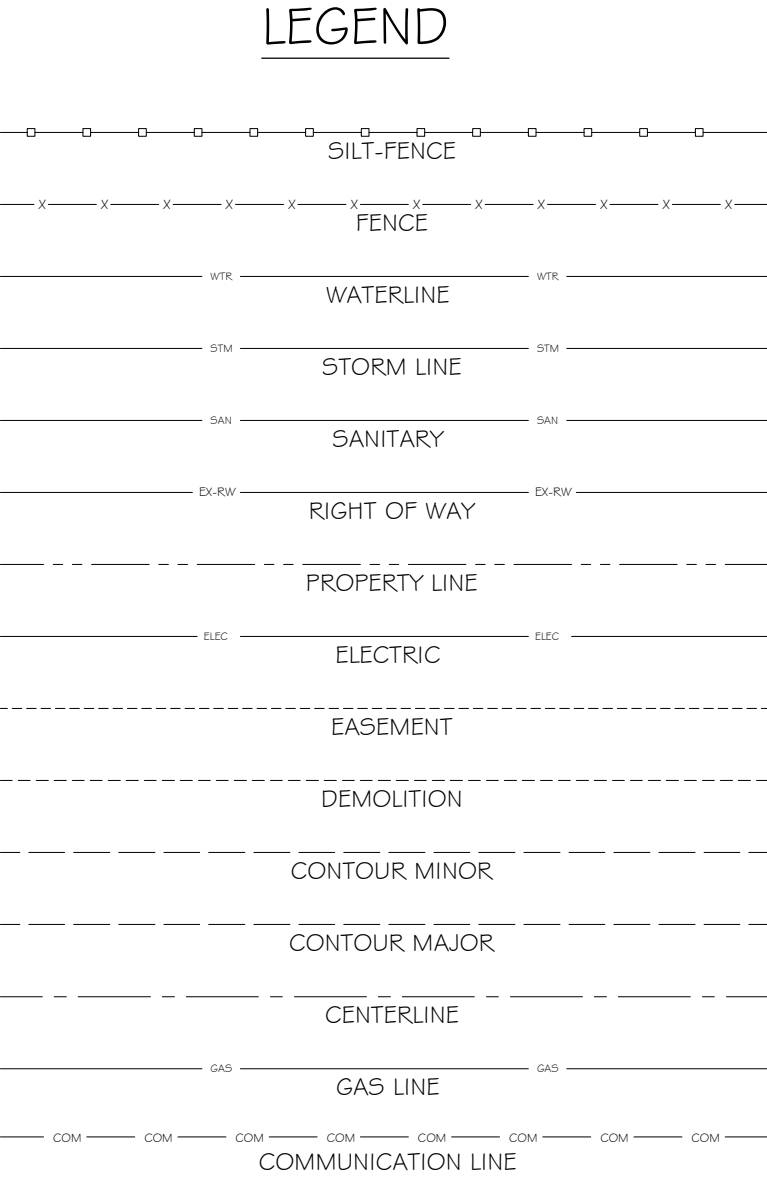 LEGEND
SILT-FENCE
X X X X X X X X X X X X
FENCE
WTR WTR
WATERLINE
STM STM
STORM LINE
SAN SAN
SANITARY
EX-RW EX-RW
RIGHT OF WAY
PROPERTY LINE
ELEC ELEC
ELECTRIC
EASEMENT
DEMOLITION
CONTOUR MINOR
CONTOUR MAJOR
CENTERLINE
GAS GAS
GAS LINE
COM COM COM COM COM COM COM COM
COMMUNICATION LINE